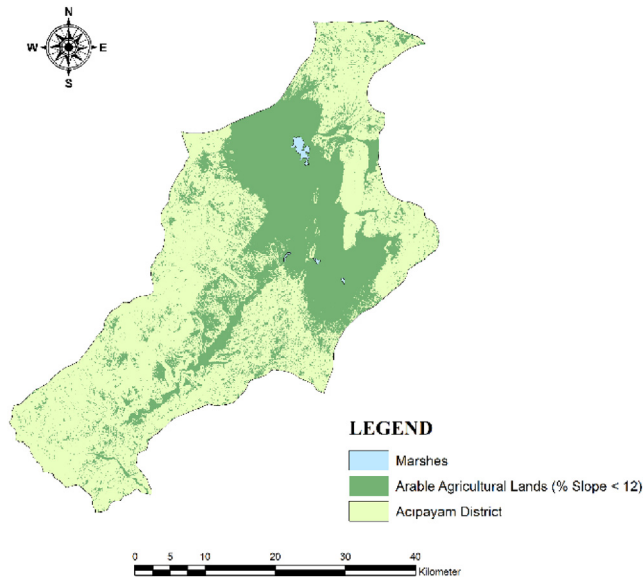 N
W E
S
LEGEND
Marshes
Arable Agricultural Lands (% Slope < 12)
Acıpayam District
0 5 10 20 30 40
Kilometer